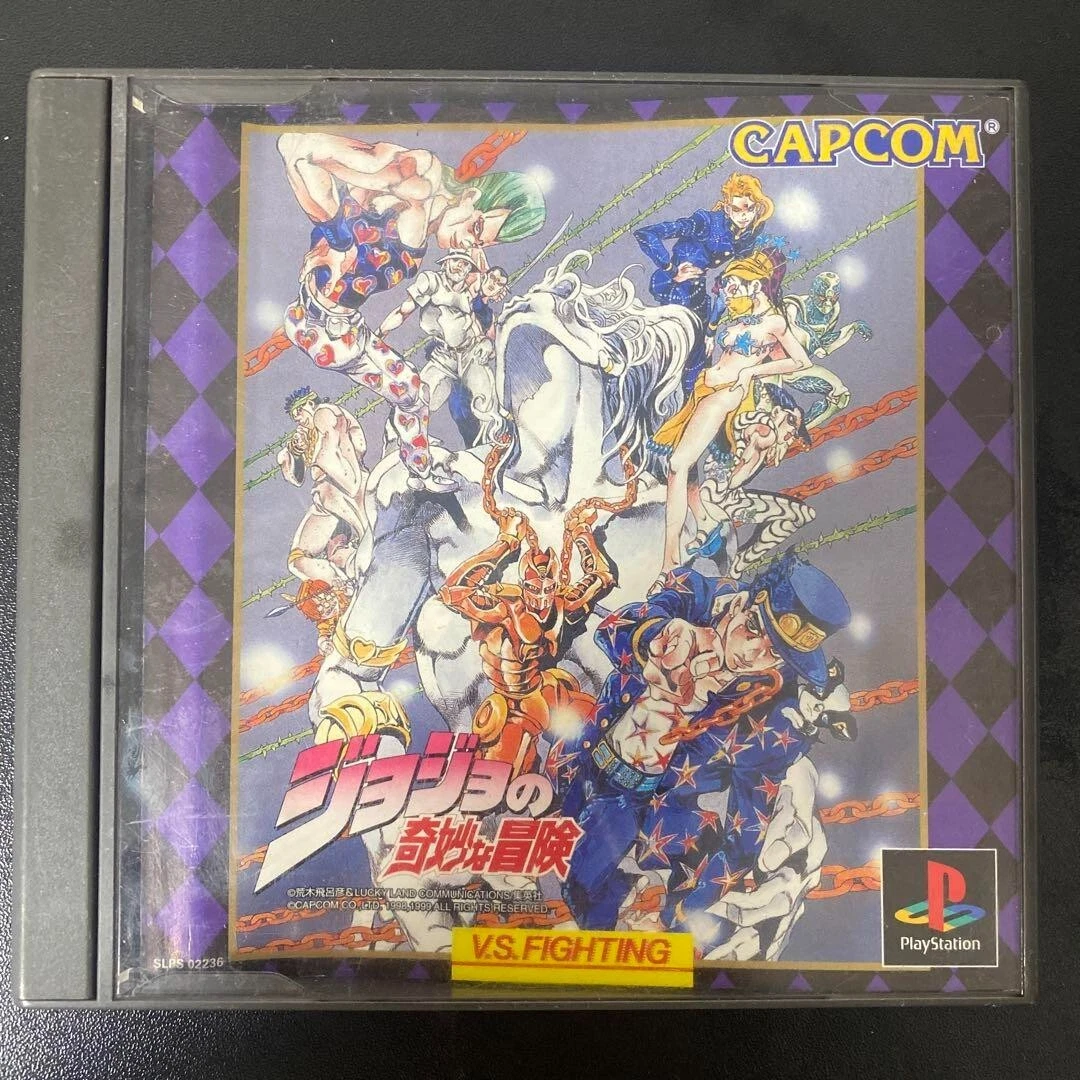 CAPCOM®
ジョジョの
奇妙な冒険
©荒木飛呂彦&LUCKY LAND COMMUNICATIONS/集英社
©CAPCOM CO., LTD. 1998,1999 ALL RIGHTS RESERVED.
SLPS 02236
V.S. FIGHTING
PlayStation